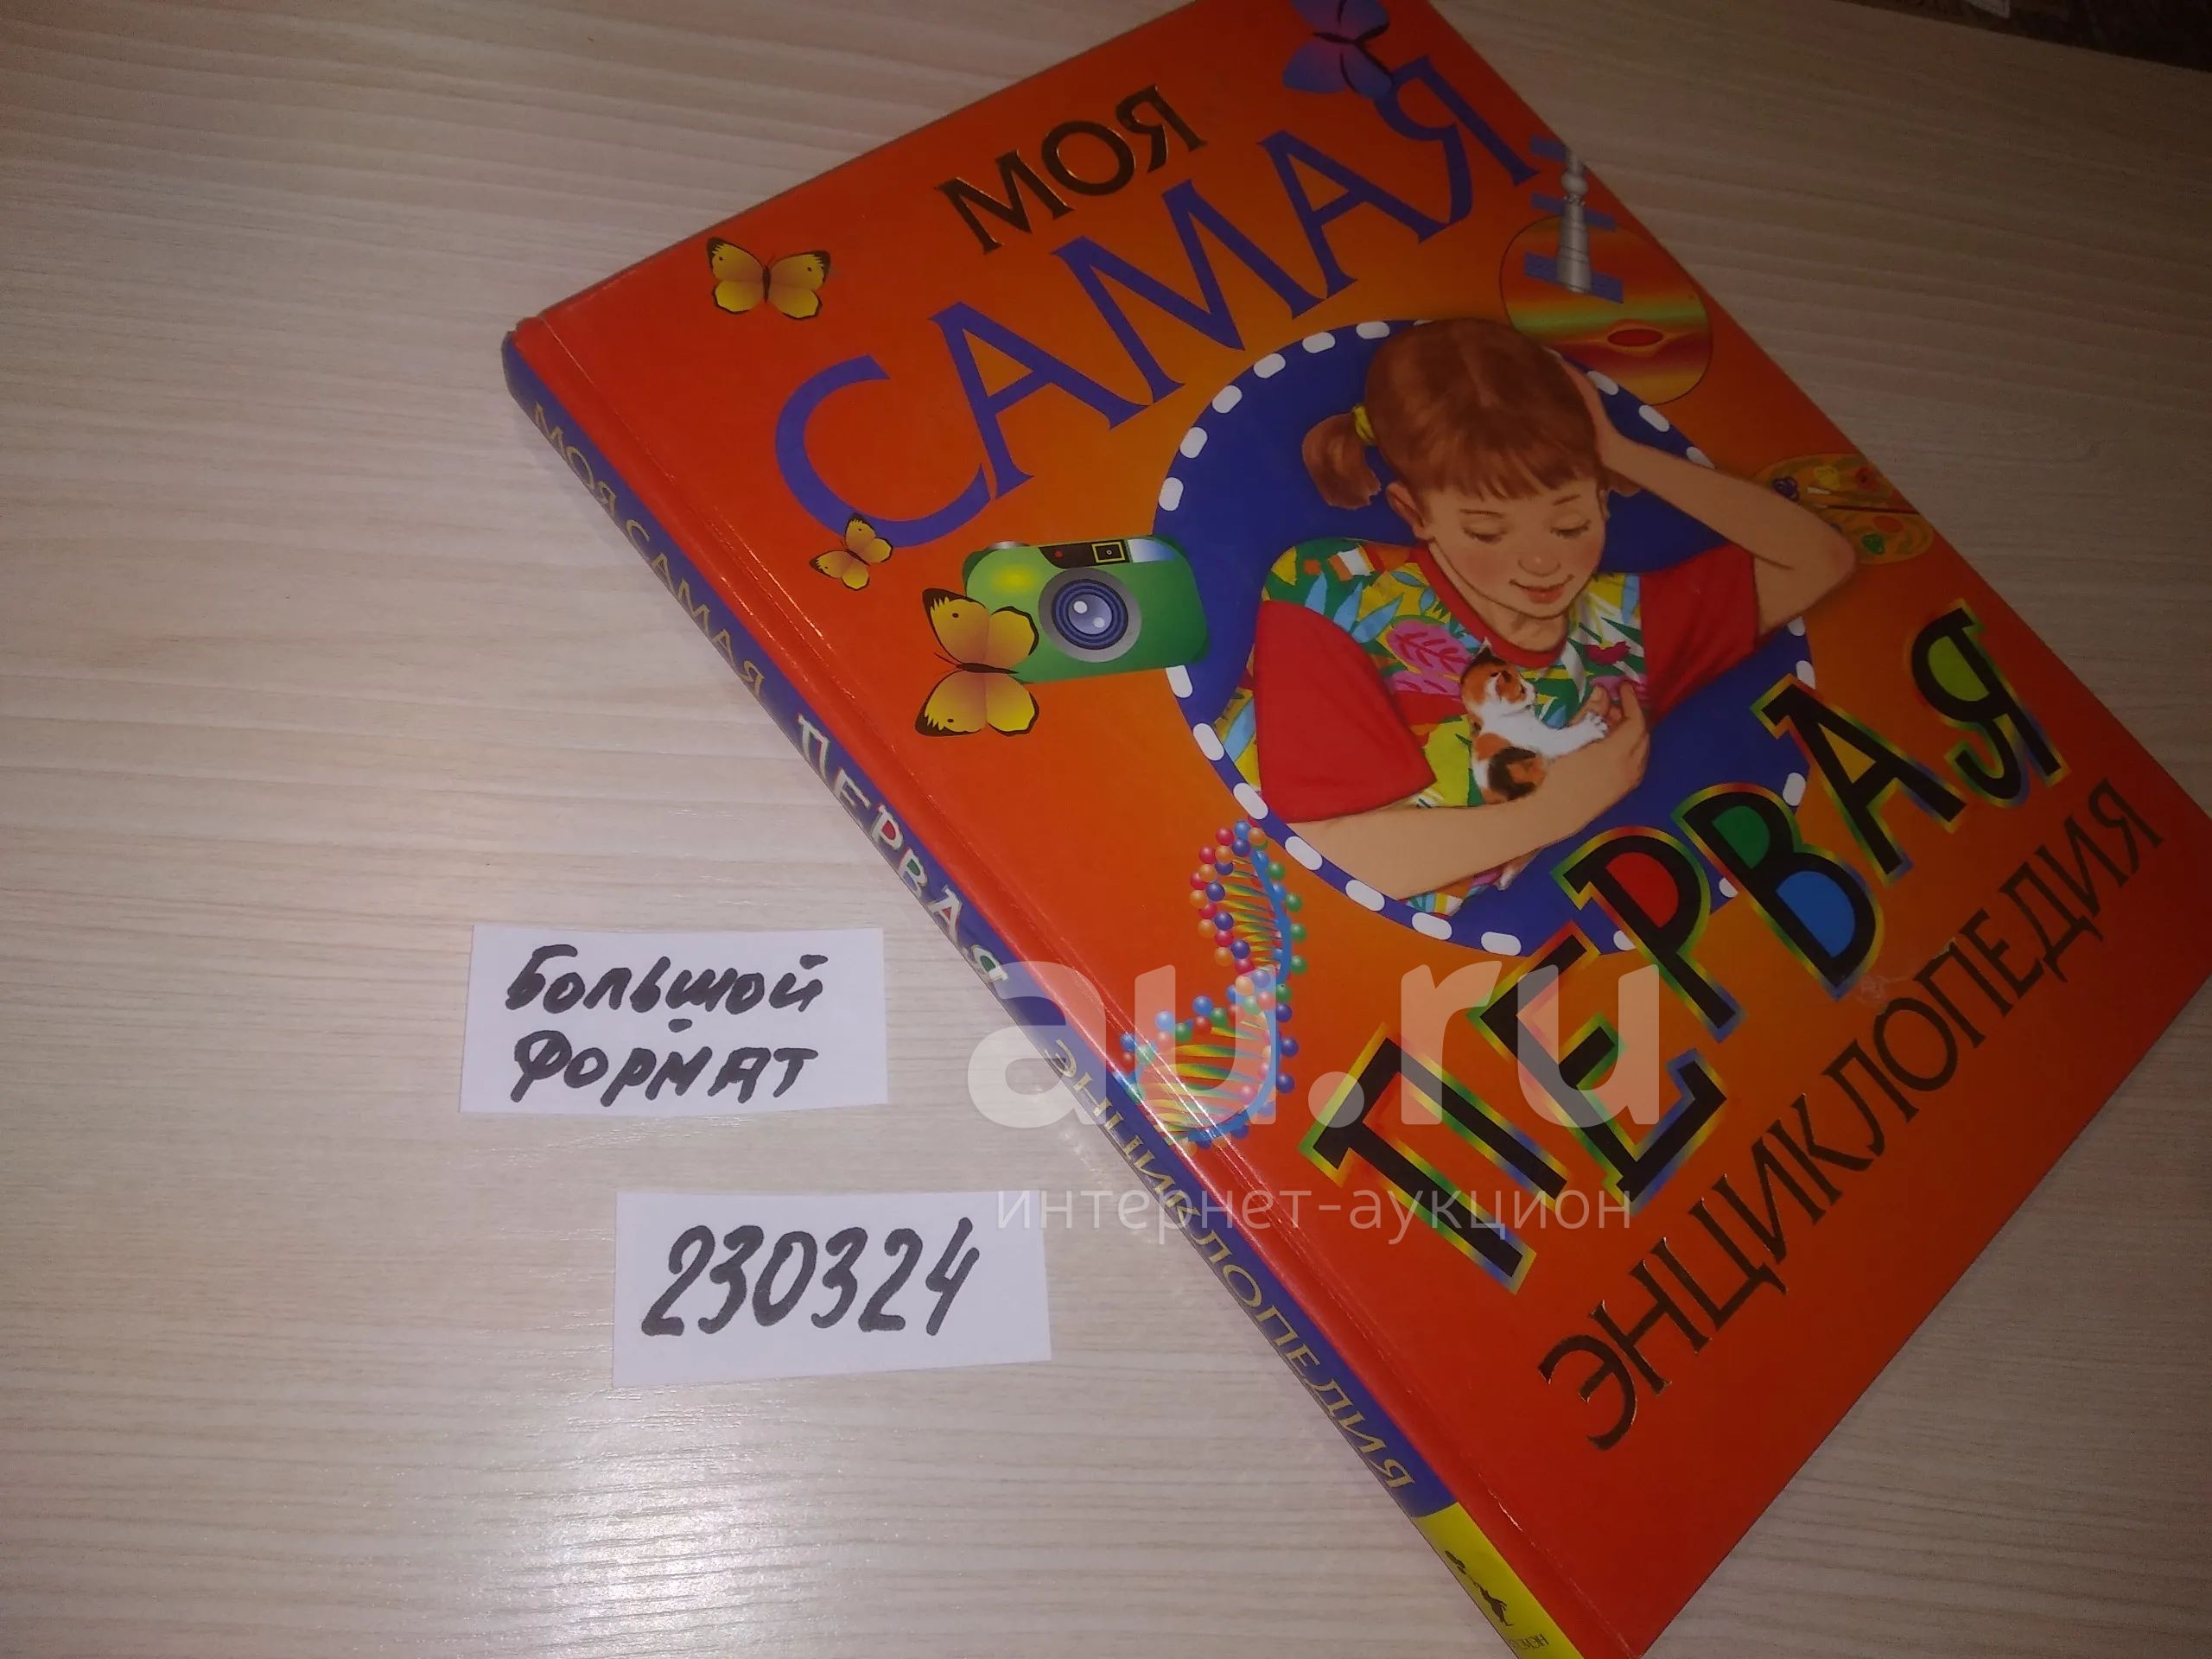 МОЯ
САМАЯ
ПЕРВАЯ
ЭНЦИКЛОПЕДИЯ
МОЯ САМАЯ ПЕРВАЯ ЭНЦИКЛОПЕДИЯ
БОЛЬШОЙ
ФОРМАТ
230324
au.ru
интернет-аукцион